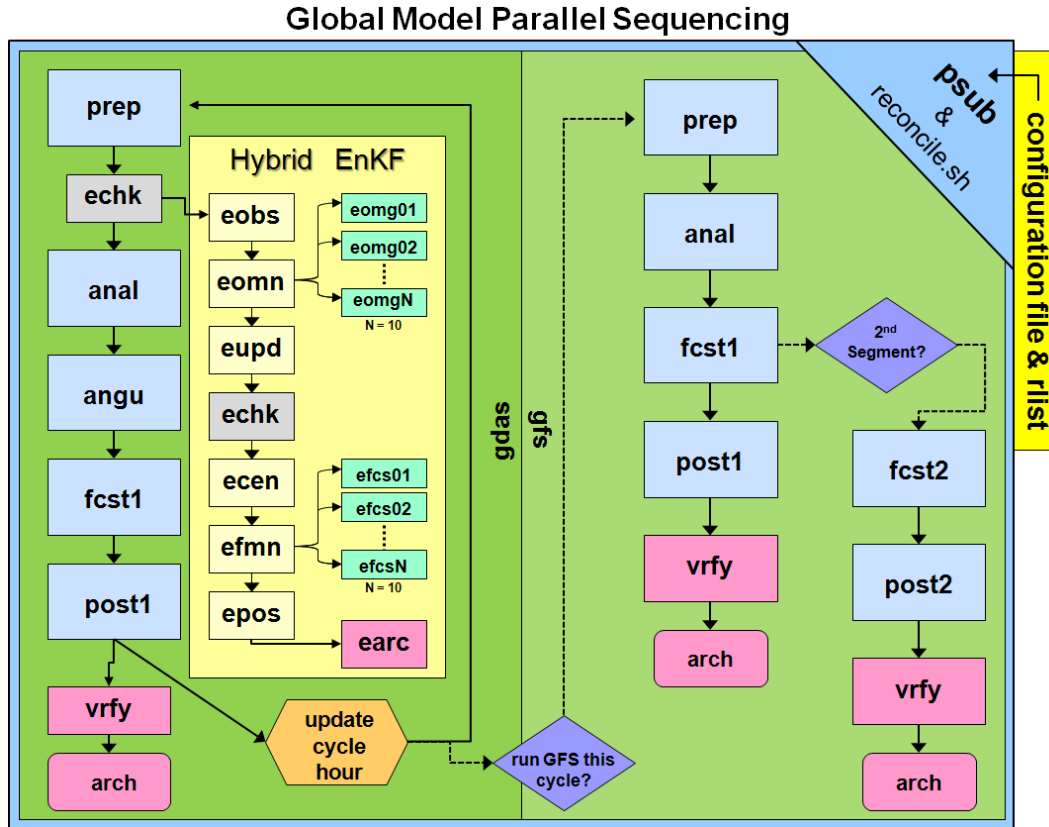 Global Model Parallel Sequencing
prep
echk
anal
angu
fcst1
post1
vrfy
arch
Hybrid EnKF
eobs
eomn
eupd
echk
ecen
efmn
epos
eomg01
eomg02
eomgN
N = 10
efcs01
efcs02
efcsN
N = 10
earc
update
cycle
hour
gdas
gfs
run GFS this
cycle?
prep
anal
fcst1
post1
vrfy
arch
2nd
Segment?
fcst2
post2
vrfy
arch
psub
&
reconcile.sh
configuration file & rlist